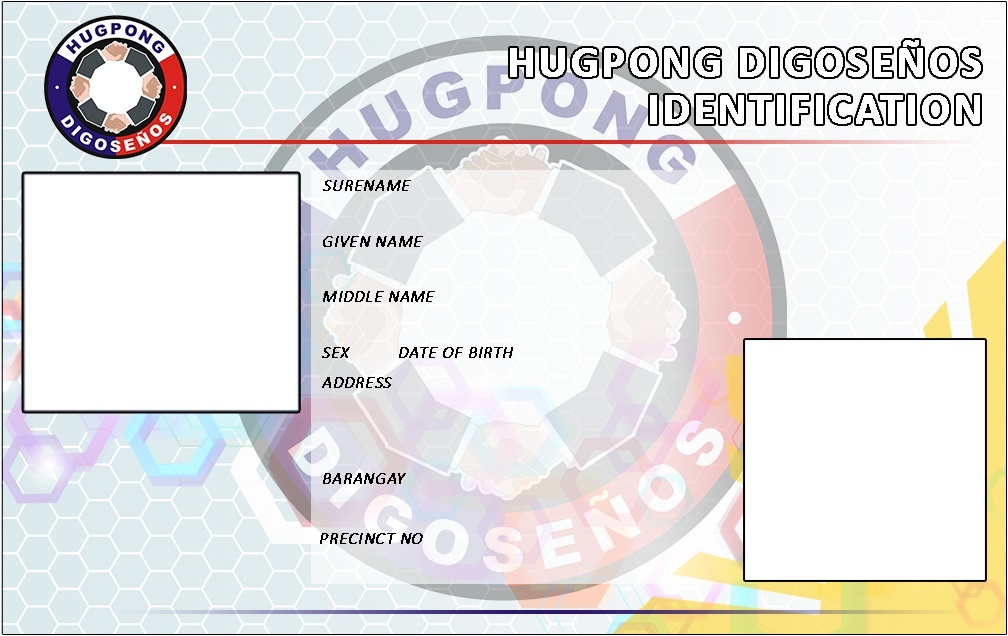 HUGPONG
DIGOSEÑOS
HUGPONG DIGOSEÑOS
IDENTIFICATION
HUGPONG
SURENAME
GIVEN NAME
MIDDLE NAME
SEX DATE OF BIRTH
ADDRESS
BARANGAY
PRECINCT NO
DIGOSEÑOS